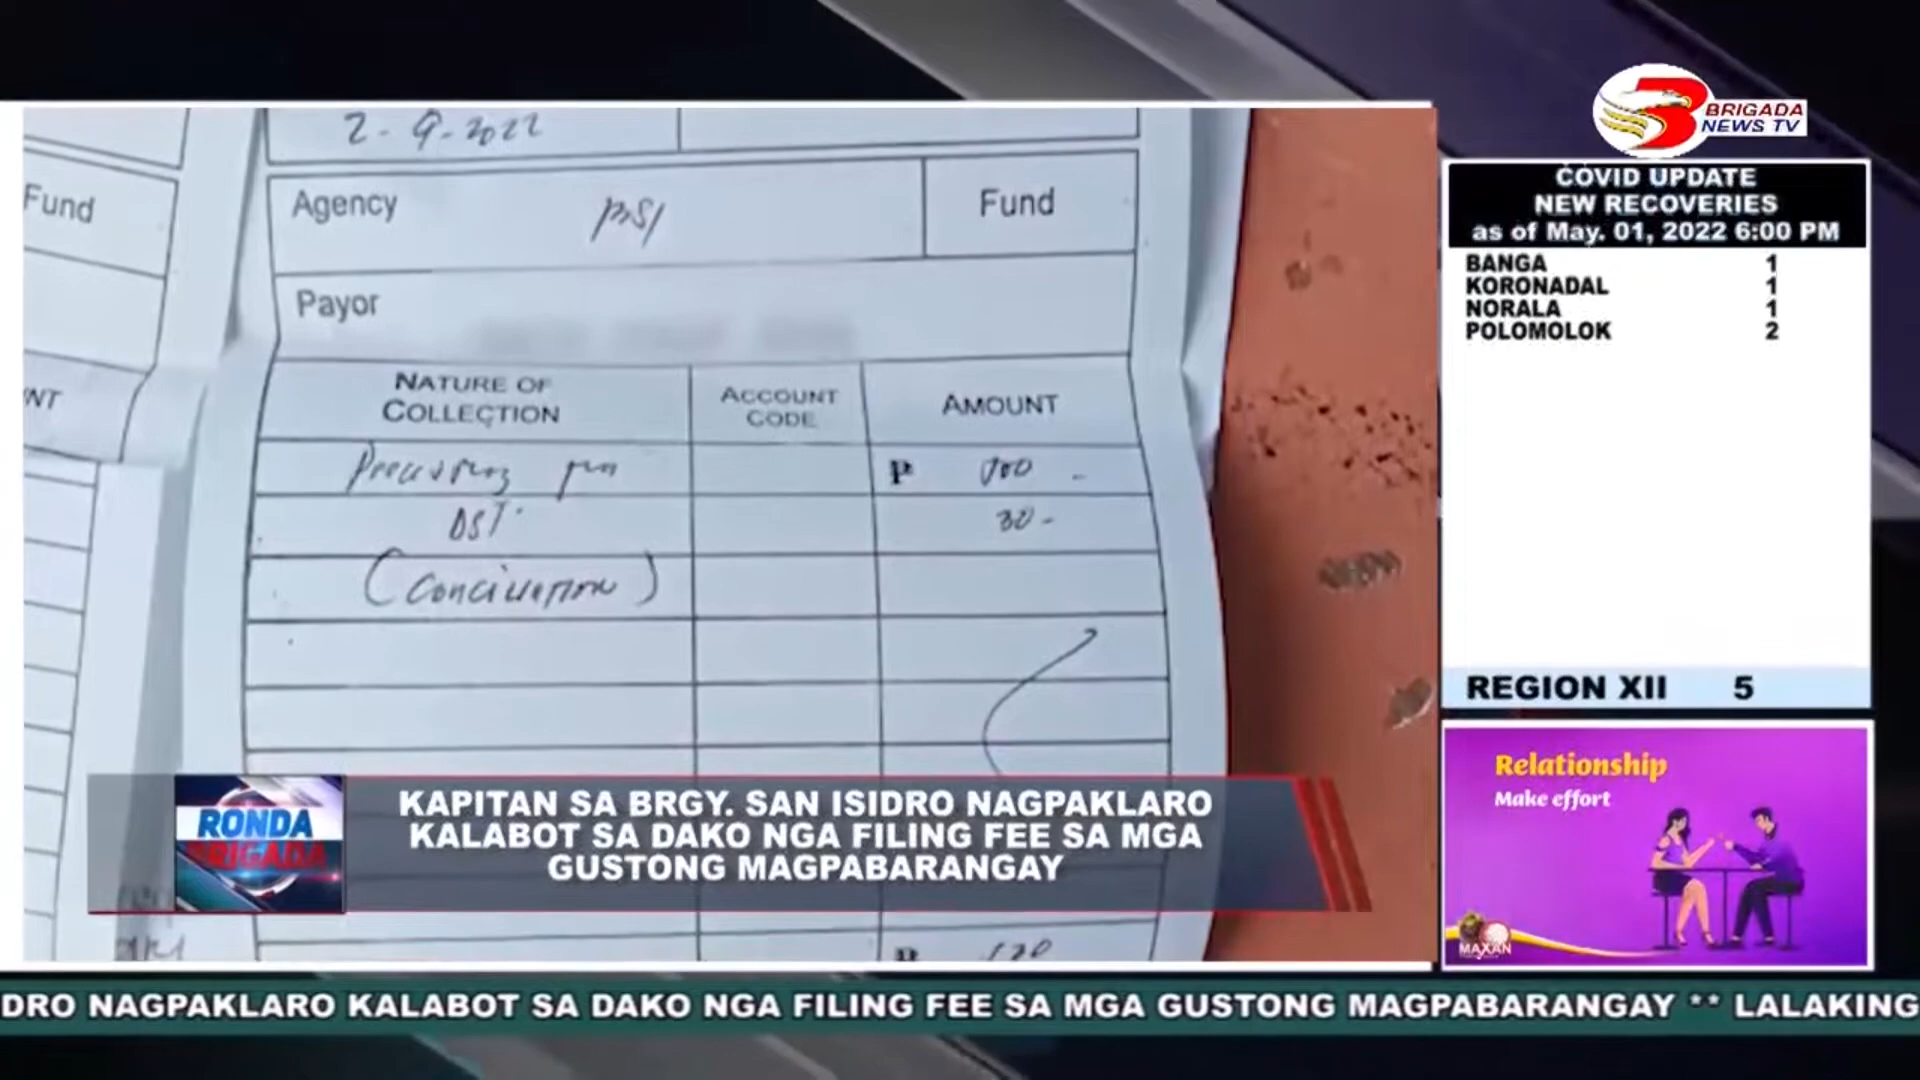 BRIGADA
NEWS TV
2-9-2022
Fund
Agency
Fund
Payor
NT
NATURE OF COLLECTION
ACCOUNT CODE
AMOUNT
₱
DST
30-
(Conciliation)
₱ 130
RONDA
BRIGADA
KAPITAN SA BRGY. SAN ISIDRO NAGPAKLARO
KALABOT SA DAKO NGA FILING FEE SA MGA
GUSTONG MAGPABARANGAY
COVID UPDATE
NEW RECOVERIES
as of May. 01, 2022 6:00 PM
BANGA 1
KORONADAL 1
NORALA 1
POLOMOLOK 2
REGION XII 5
Relationship
Make effort
MAXAN
DRO NAGPAKLARO KALABOT SA DAKO NGA FILING FEE SA MGA GUSTONG MAGPABARANGAY ** LALAKING